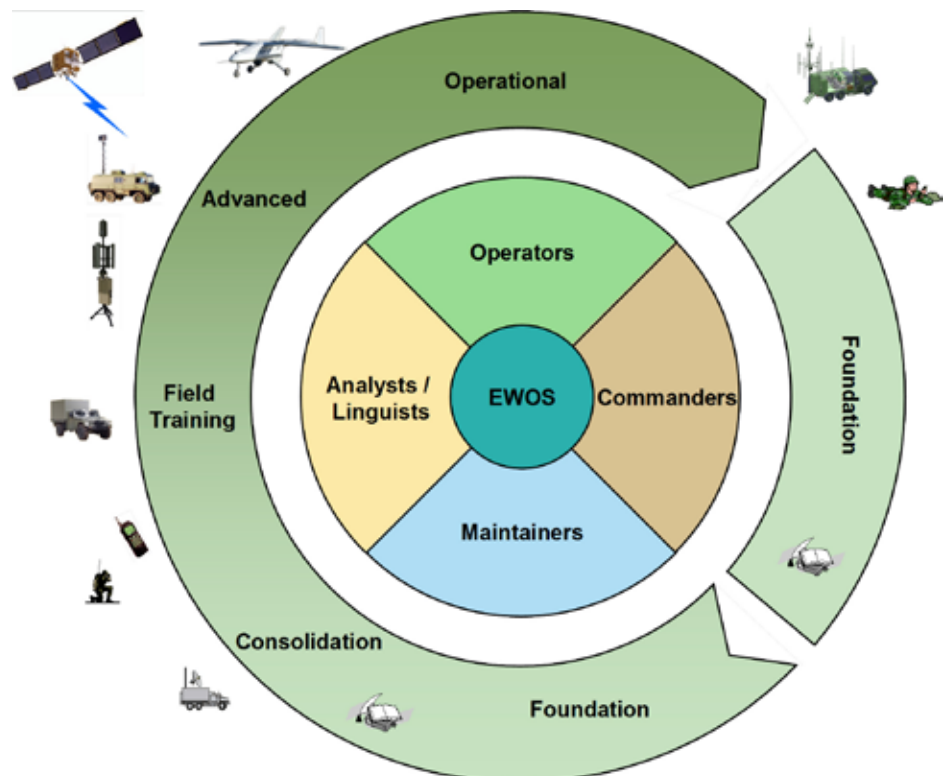 Operational
Advanced
Operators
Foundation
Analysts /
Linguists
EWOS
Commanders
Field
Training
Maintainers
Consolidation
Foundation